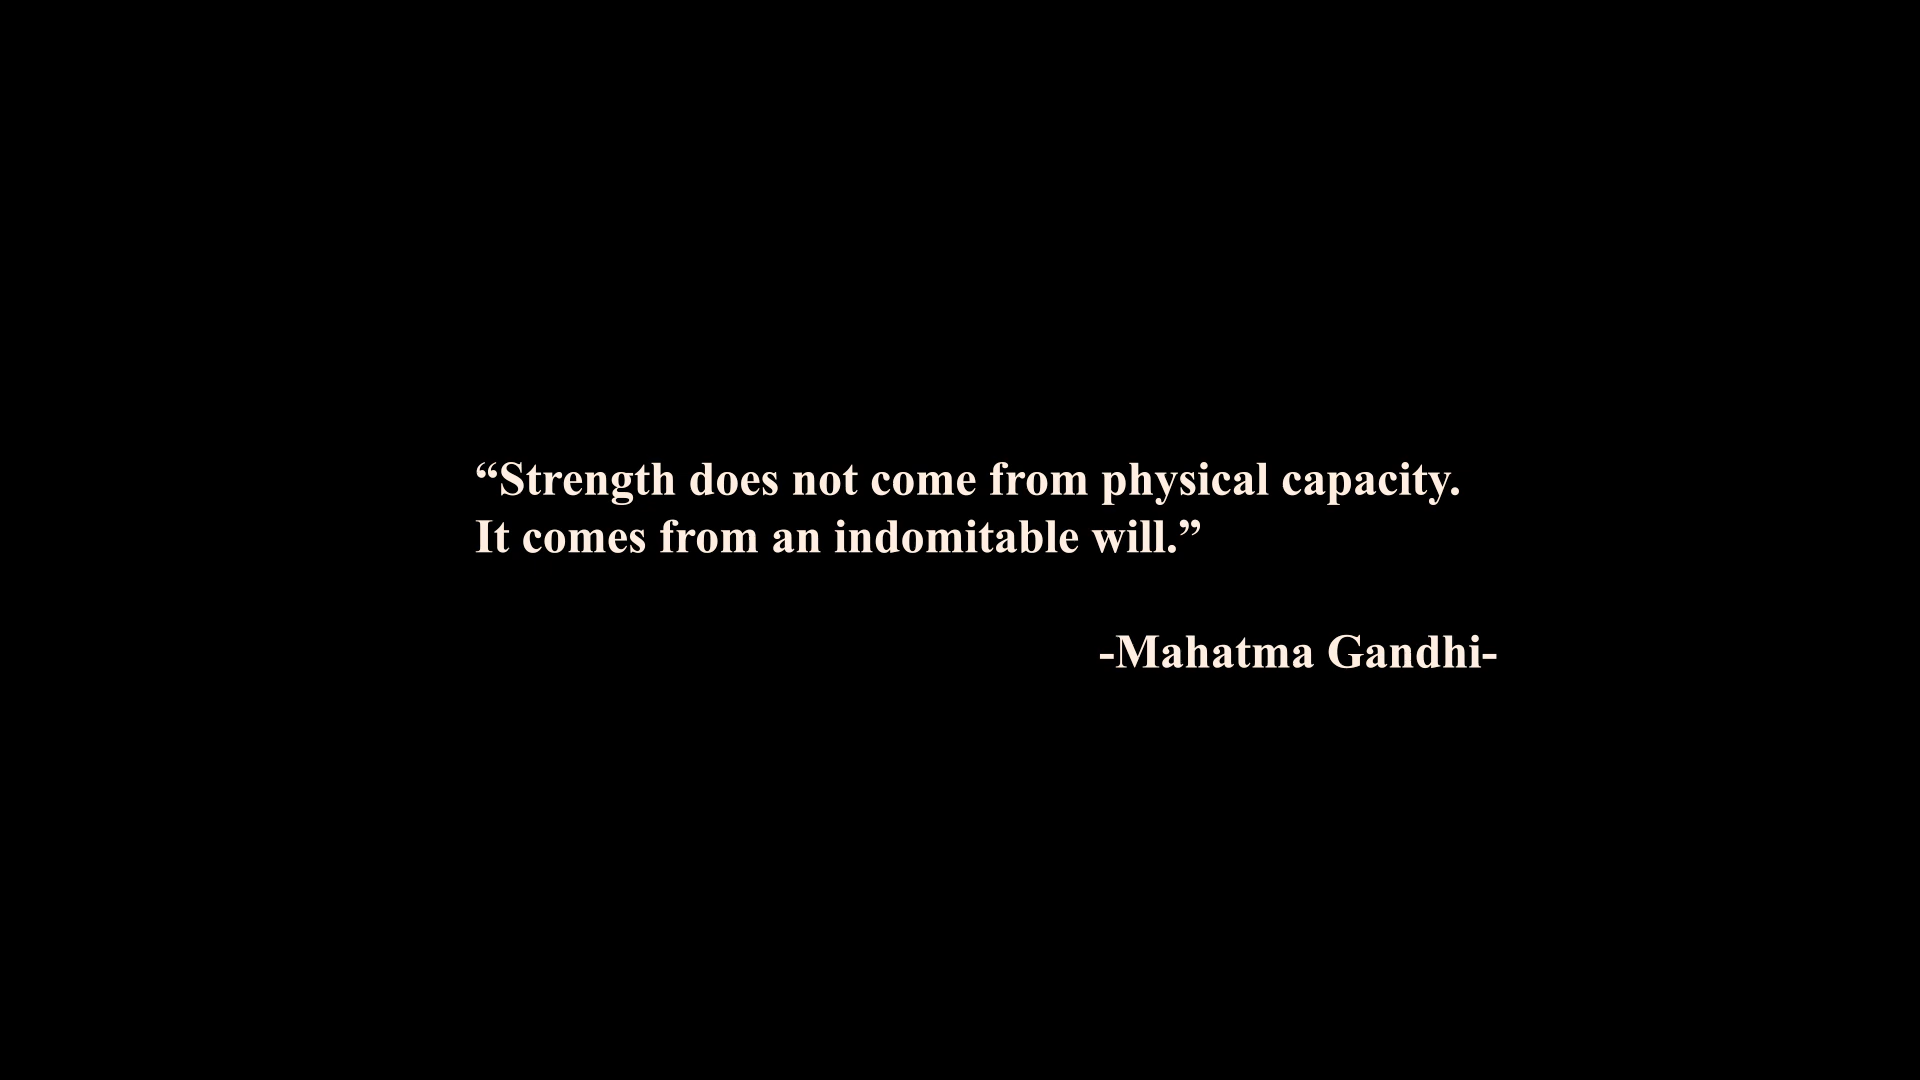 “Strength does not come from physical capacity.
It comes from an indomitable will.”
-Mahatma Gandhi-